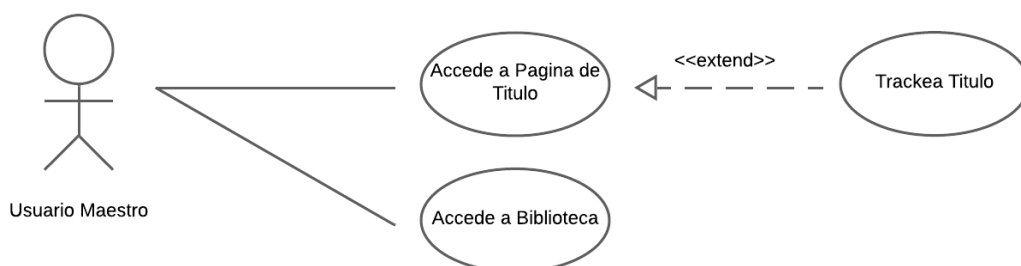 Accede a Pagina de
Titulo
<<extend>>
Trackea Titulo
Usuario Maestro
Accede a Biblioteca